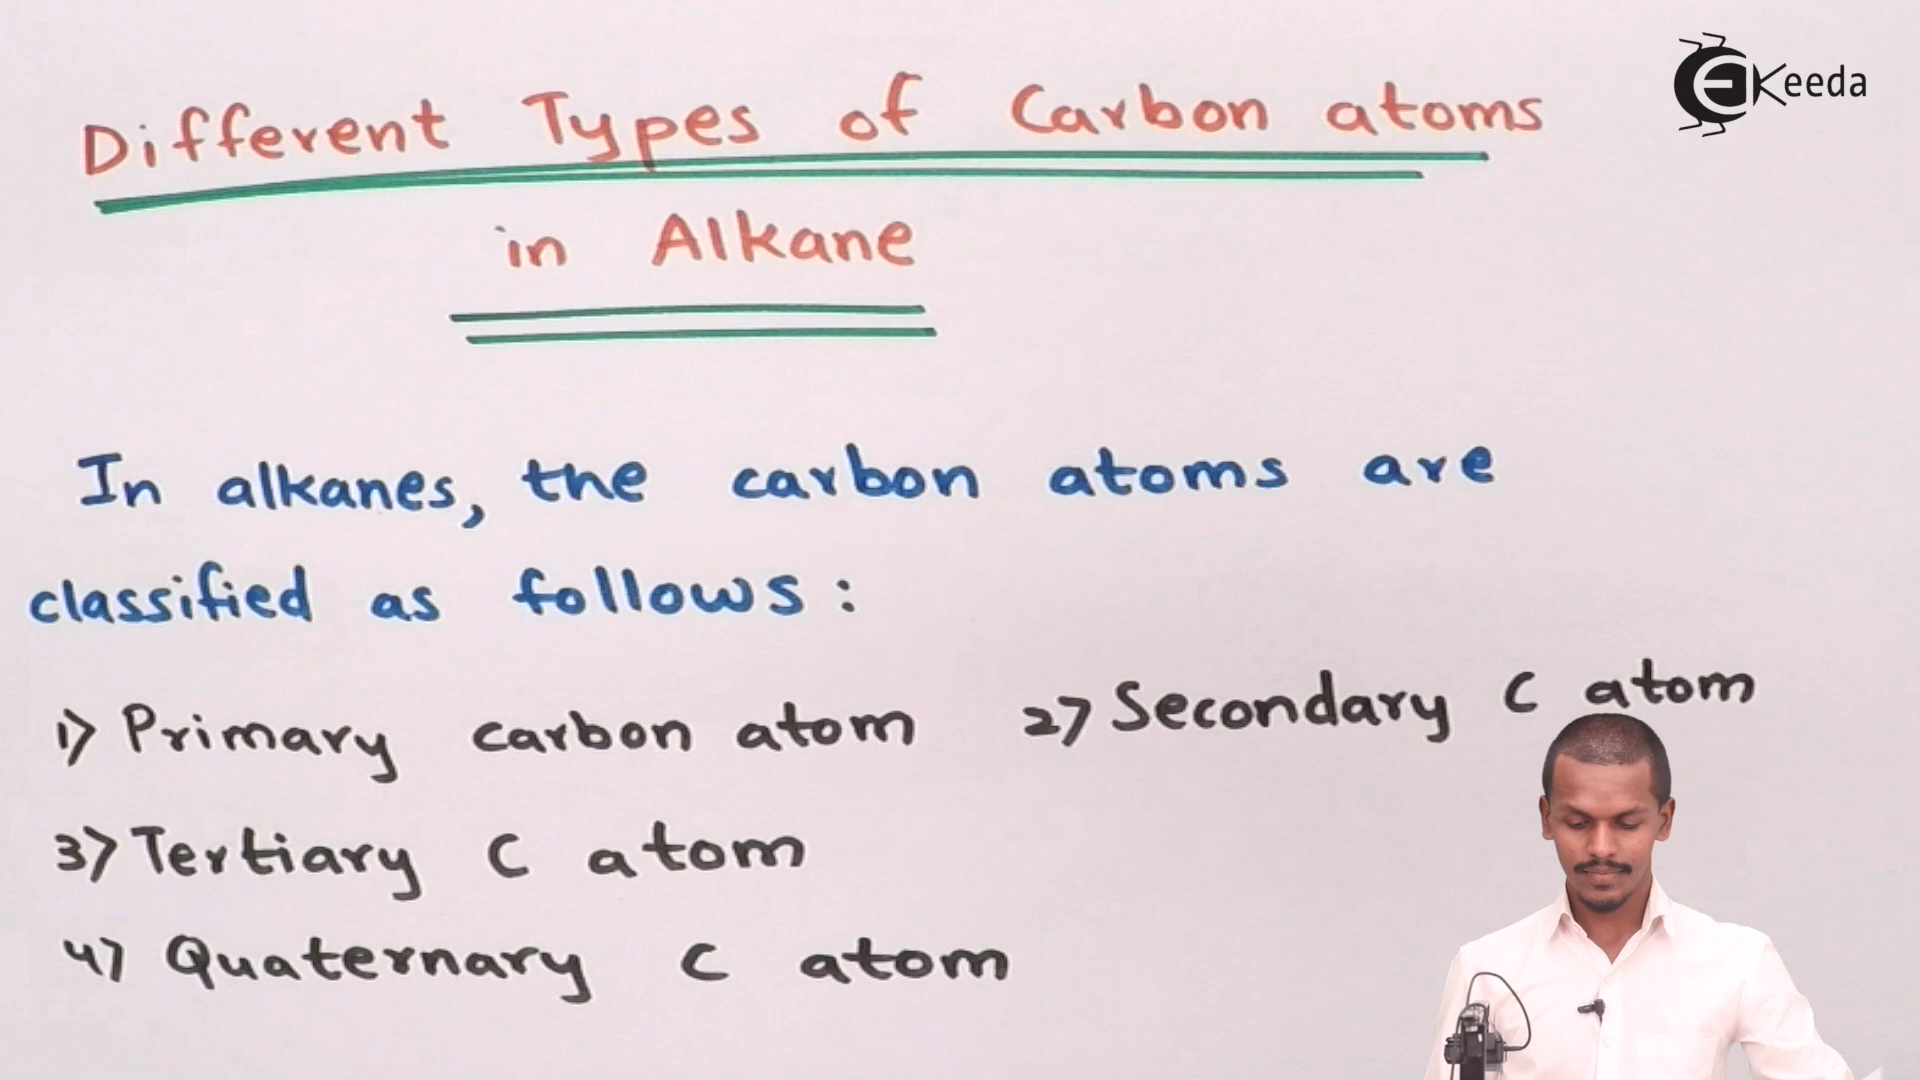 Different Types of Carbon atoms
in Alkane
EKeeda
In alkanes, the carbon atoms are
classified as follows:
1) Primary carbon atom 2) Secondary C atom
3) Tertiary C atom
4) Quaternary C atom